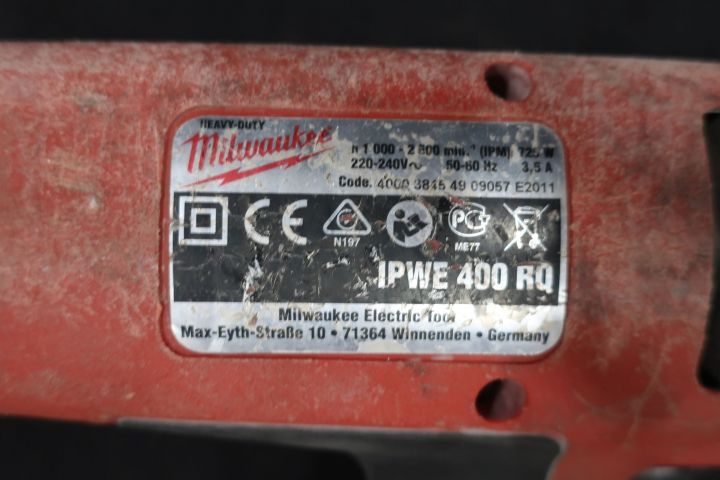 HEAVY-DUTY
Milwaukee
n 1 000 - 2 800 min.⁻¹ (IPM) 725 W
220-240V~ 50-60 Hz 3,5 A
Code. 4000 3845 49 09057 E2011
CE
N197
PG
ME77
IPWE 400 RQ
Milwaukee Electric Tool
Max-Eyth-Straße 10 • 71364 Winnenden • Germany